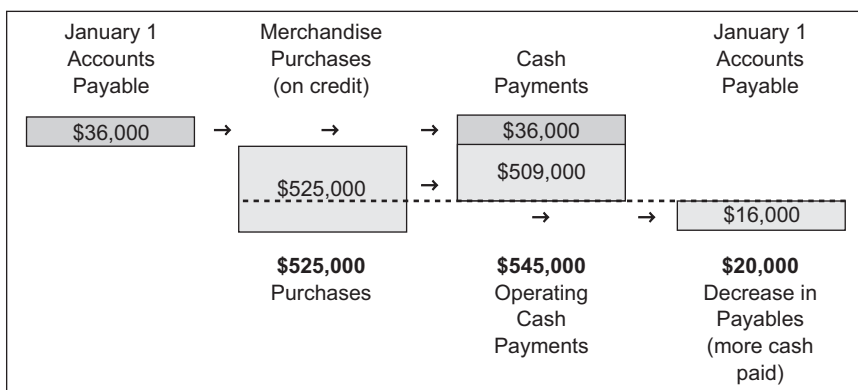 January 1
Accounts
Payable
Merchandise
Purchases
(on credit)
Cash
Payments
January 1
Accounts
Payable
$36,000 → → → $36,000
$525,000 → $509,000
→ → $16,000
$525,000
Purchases
$545,000
Operating
Cash
Payments
$20,000
Decrease in
Payables
(more cash
paid)